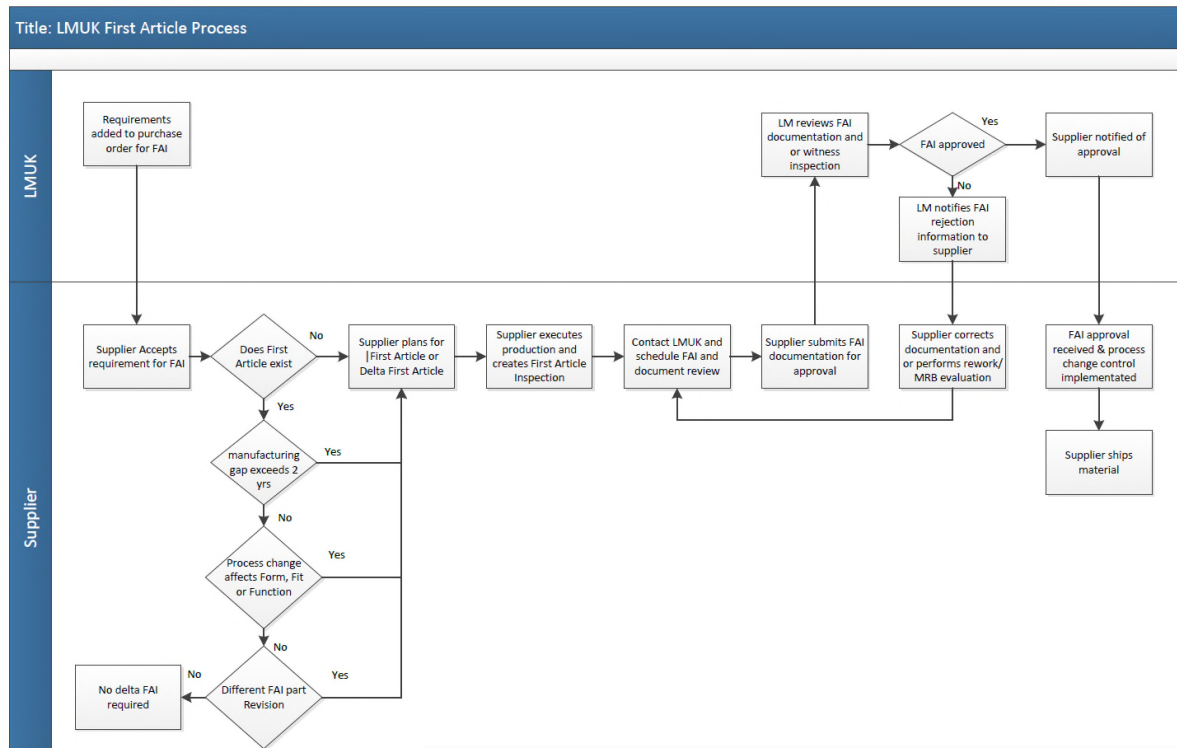 Title: LMUK First Article Process
LMUK
Requirements
added to purchase
order for FAI
LM reviews FAI
documentation and
or witness
inspection
FAI approved
Yes
No
Supplier notified of
approval
LM notifies FAI
rejection
information to
supplier
Supplier
Supplier Accepts
requirement for FAI
Does First
Article exist
No
Yes
Supplier plans for
|First Article or
Delta First Article
Supplier executes
production and
creates First Article
Inspection
Contact LMUK and
schedule FAI and
document review
Supplier submits FAI
documentation for
approval
Supplier corrects
documentation and
or performs rework/
MRB evaluation
FAI approval
received & process
change control
implementated
Supplier ships
material
manufacturing
gap exceeds 2
yrs
Yes
No
Process change
affects Form, Fit
or Function
Yes
No
Different FAI part
Revision
Yes
No
No delta FAI
required